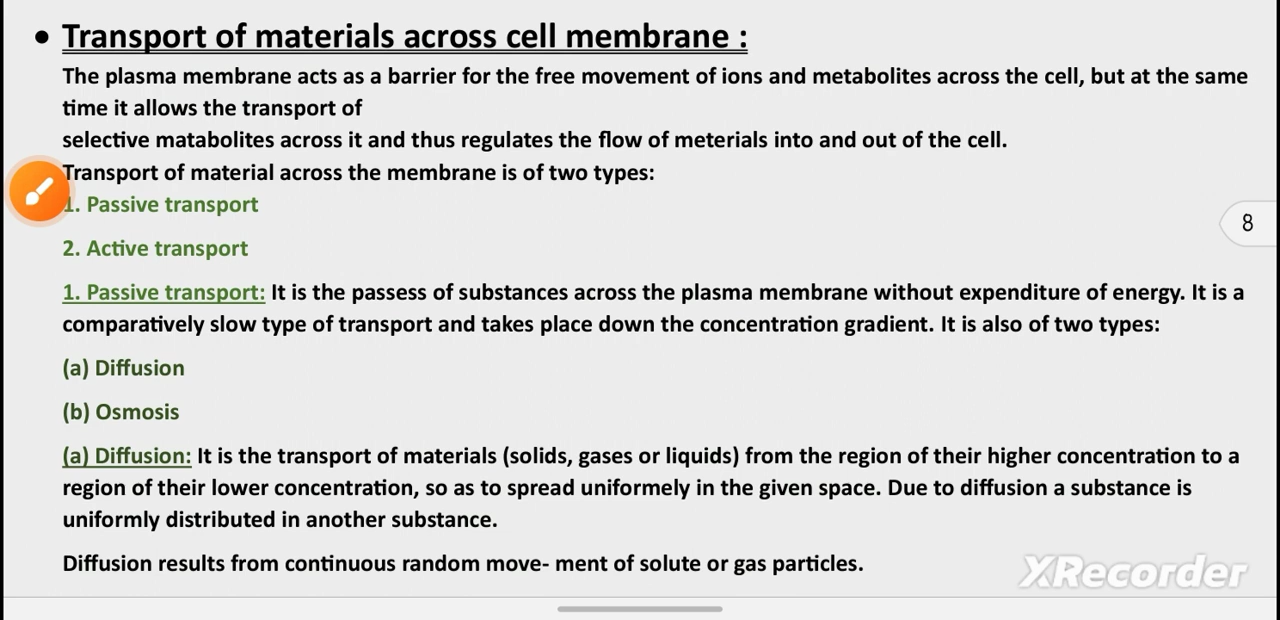 • Transport of materials across cell membrane :
The plasma membrane acts as a barrier for the free movement of ions and metabolites across the cell, but at the same
time it allows the transport of
selective matabolites across it and thus regulates the flow of meterials into and out of the cell.
Transport of material across the membrane is of two types:
1. Passive transport
8
2. Active transport
1. Passive transport: It is the passess of substances across the plasma membrane without expenditure of energy. It is a
comparatively slow type of transport and takes place down the concentration gradient. It is also of two types:
(a) Diffusion
(b) Osmosis
(a) Diffusion: It is the transport of materials (solids, gases or liquids) from the region of their higher concentration to a
region of their lower concentration, so as to spread uniformely in the given space. Due to diffusion a substance is
uniformly distributed in another substance.
Diffusion results from continuous random move- ment of solute or gas particles.
XRecorder